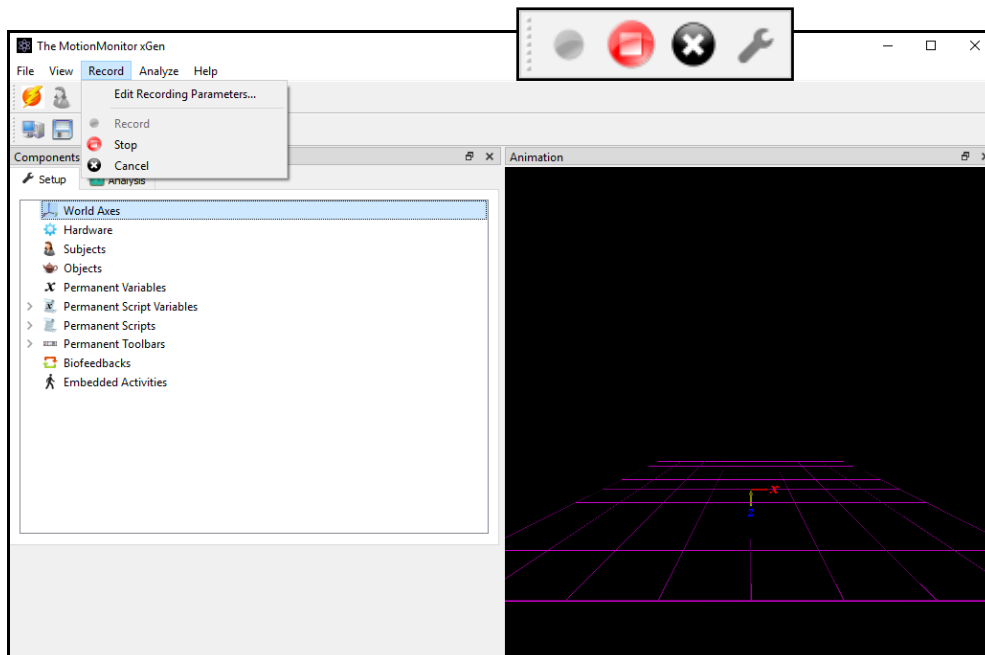 The MotionMonitor xGen
File View Record Analyze Help
Edit Recording Parameters...
Record
Stop
Cancel
Components
Animation
Setup
Analysis
World Axes
Hardware
Subjects
Objects
Permanent Variables
Permanent Script Variables
Permanent Scripts
Permanent Toolbars
Biofeedbacks
Embedded Activities
X
Z